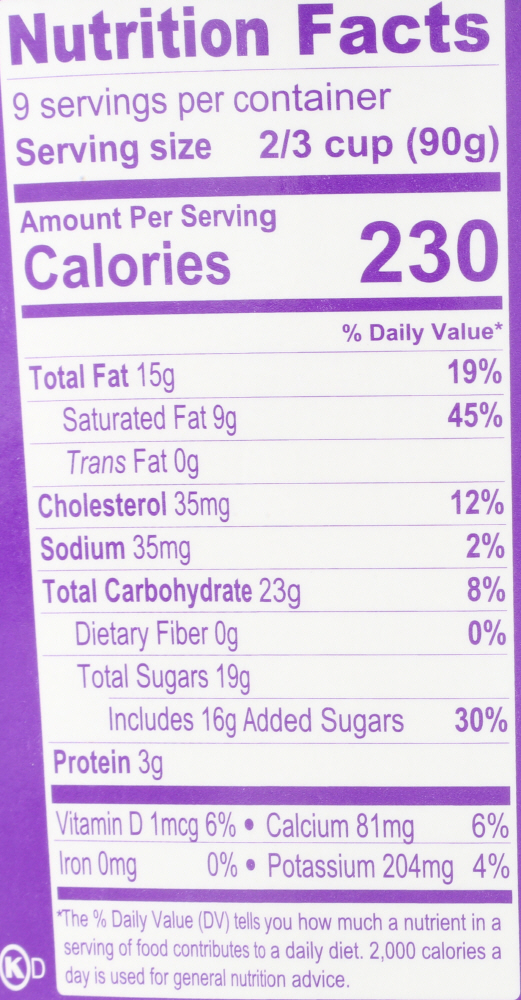 Nutrition Facts
9 servings per container
Serving size 2/3 cup (90g)
Amount Per Serving
Calories 230
% Daily Value*
Total Fat 15g 19%
Saturated Fat 9g 45%
Trans Fat 0g
Cholesterol 35mg 12%
Sodium 35mg 2%
Total Carbohydrate 23g 8%
Dietary Fiber 0g 0%
Total Sugars 19g
Includes 16g Added Sugars 30%
Protein 3g
Vitamin D 1mcg 6% • Calcium 81mg 6%
Iron 0mg 0% • Potassium 204mg 4%
*The % Daily Value (DV) tells you how much a nutrient in a
serving of food contributes to a daily diet. 2,000 calories a
day is used for general nutrition advice.
K D